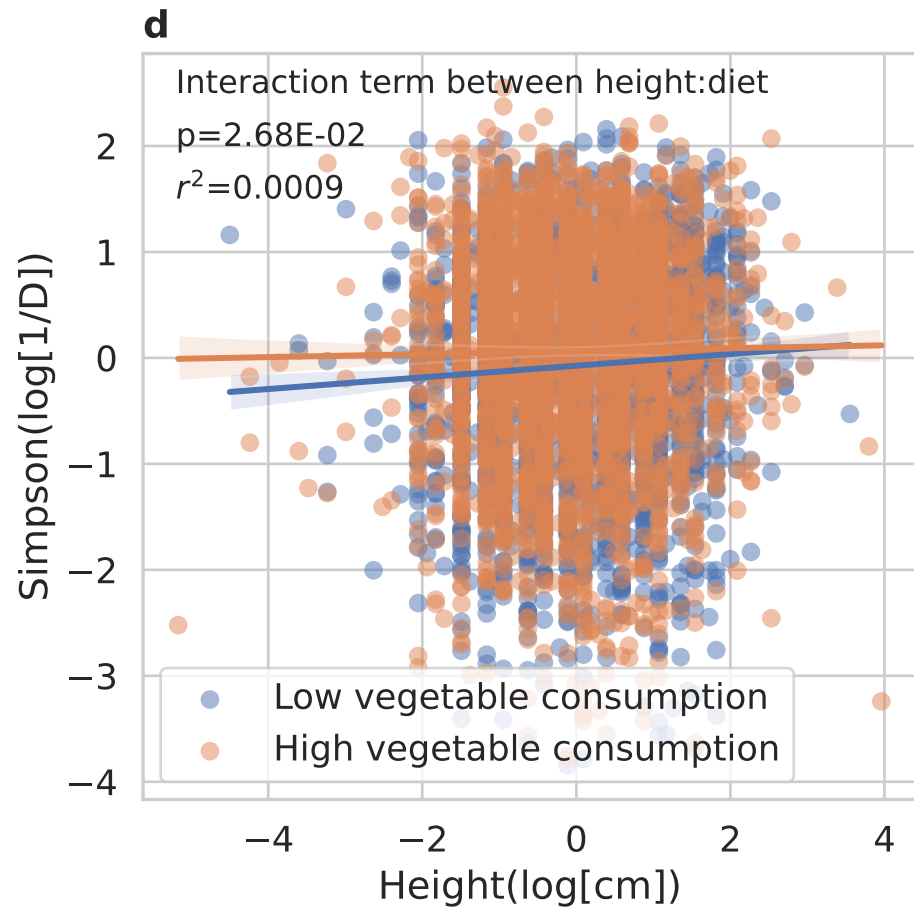 d
Interaction term between height:diet
p=2.68E-02
r²=0.0009
2
1
0
−1
−2
−3
−4
Simpson(log[1/D])
Low vegetable consumption
High vegetable consumption
−4 −2 0 2 4
Height(log[cm])